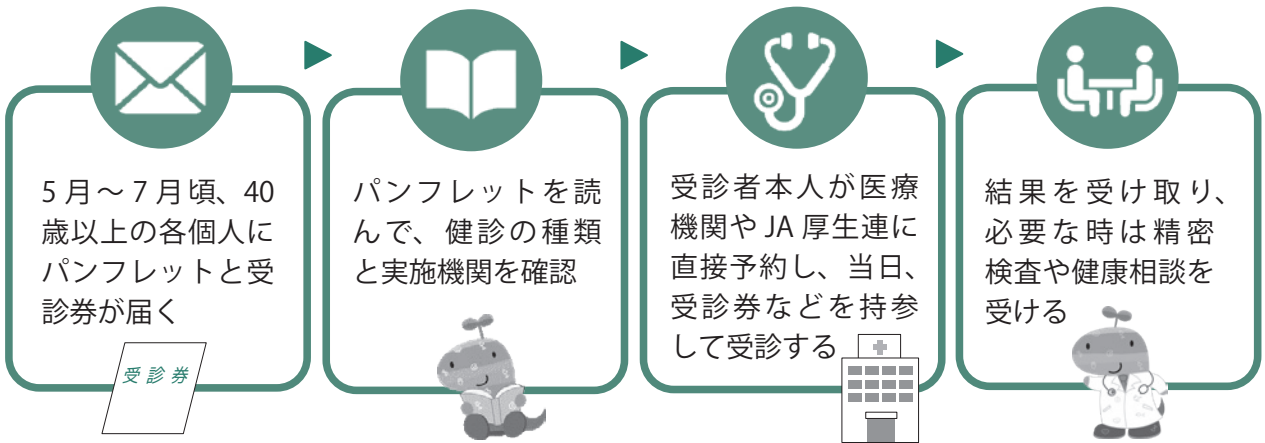 5月～7月頃、40
歳以上の各個人に
パンフレットと受
診券が届く
受診券
パンフレットを読
んで、健診の種類
と実施機関を確認
受診者本人が医療
機関やJA厚生連に
直接予約し、当日、
受診券などを持参
して受診する
結果を受け取り、
必要な時は精密
検査や健康相談を
受ける